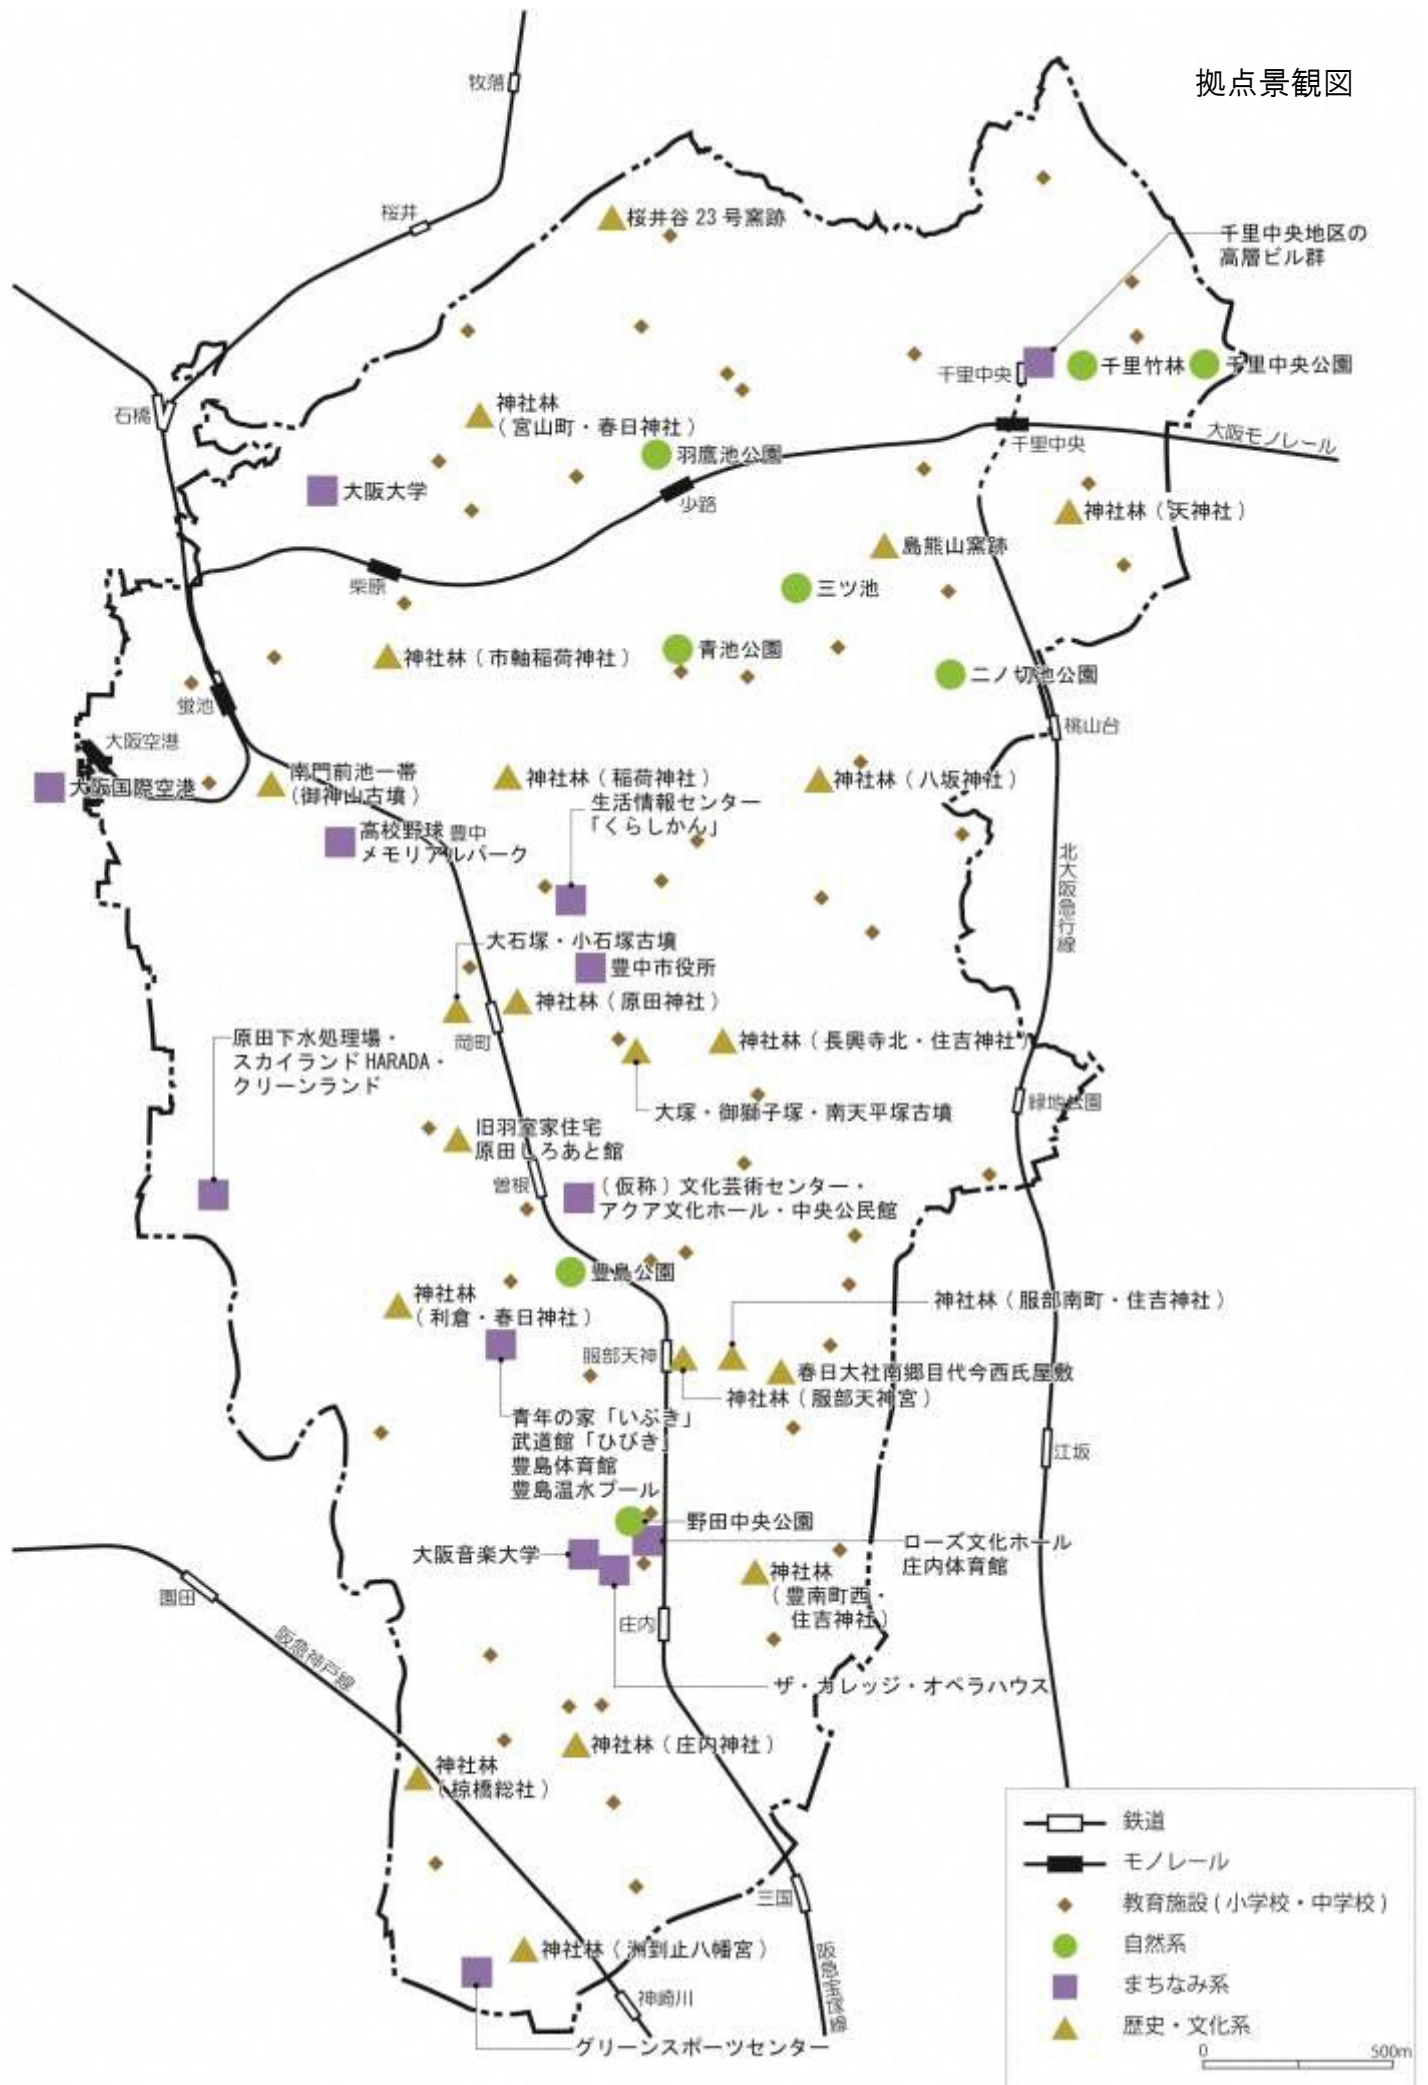 拠点景観図
牧落
桜井
桜井谷 23 号窯跡
千里中央地区の
高層ビル群
千里中央
千里竹林
千里中央公園
石橋
神社林
(宮山町・春日神社)
羽鷹池公園
千里中央
大阪モノレール
大阪大学
少路
神社林(天神社)
島熊山窯跡
柴原
三ツ池
神社林(市軸稲荷神社)
青池公園
二ノ切池公園
蛍池
桃山台
大阪空港
大阪国際空港
南門前池一帯
(御神山古墳)
神社林(稲荷神社)
神社林(八坂神社)
生活情報センター
「くらしかん」
高校野球
メモリアルパーク
豊中
北大阪急行線
大石塚・小石塚古墳
豊中市役所
神社林(原田神社)
岡町
原田下水処理場・
スカイランド HARADA・
クリーンランド
神社林(長興寺北・住吉神社)
大塚・御獅子塚・南天平塚古墳
緑地公園
旧羽室家住宅
原田しろあと館
曽根
(仮称)文化芸術センター・
アクア文化ホール・中央公民館
豊島公園
神社林
(利倉・春日神社)
神社林(服部南町・住吉神社)
服部天神
春日大社南郷目代今西氏屋敷
神社林(服部天神宮)
青年の家「いぶき」
武道館「ひびき」
豊島体育館
豊島温水プール
江坂
野田中央公園
大阪音楽大学
ローズ文化ホール
庄内体育館
神社林
(豊南町西・
住吉神社)
園田
庄内
阪急神戸線
ザ・カレッジ・オペラハウス
神社林(庄内神社)
神社林
(椋橋総社)
三国
神社林(洲到止八幡宮)
神崎川
阪急宝塚線
グリーンスポーツセンター
鉄道
モノレール
教育施設(小学校・中学校)
自然系
まちなみ系
歴史・文化系
0 500m